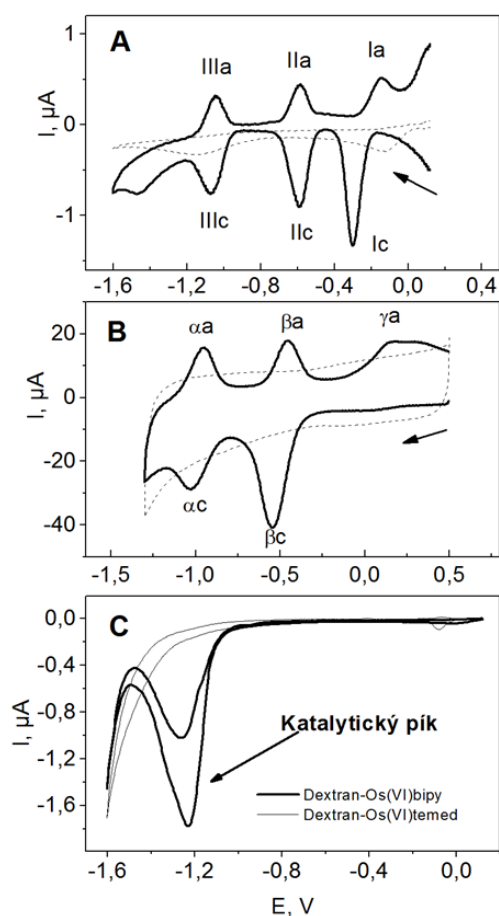 A
IIIa
IIa
Ia
1
0
-1
I, µA
IIIc
IIc
Ic
-1,6
-1,2
-0,8
-0,4
0,0
B
αa
βa
γa
20
0
-20
-40
I, µA
αc
βc
-1,5
-1,0
-0,5
0,0
0,5
C
0,0
-0,4
-0,8
-1,2
-1,6
I, µA
Katalytický pík
Dextran-Os(VI)bipy
Dextran-Os(VI)temed
-1,6
-1,2
-0,8
-0,4
0,0
E, V